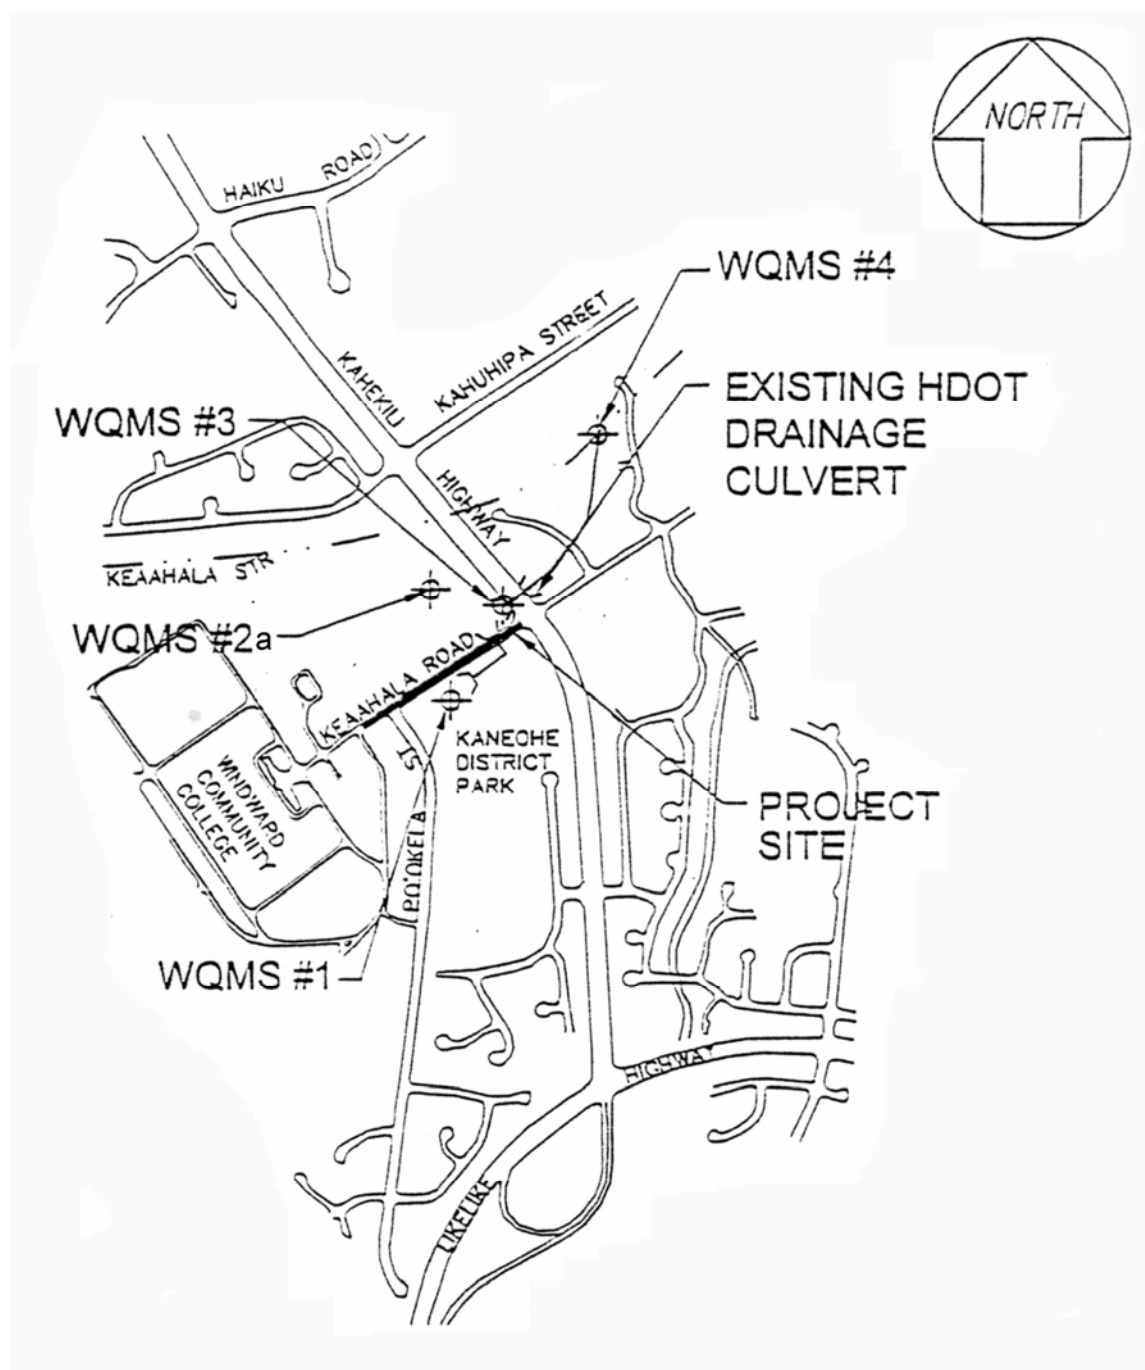 NORTH
HAIKU ROAD
WQMS #4
KAHUHIPA STREET
KAHEKILI
HIGHWAY
EXISTING HDOT
DRAINAGE
CULVERT
WQMS #3
KEAAHALA STR
WQMS #2a
KEAAHALA ROAD
KANEOHE
DISTRICT
PARK
WINDWARD
COMMUNITY
COLLEGE
PO'OKELA ST
PROJECT
SITE
WQMS #1
HIGHWAY
LIKELIKE